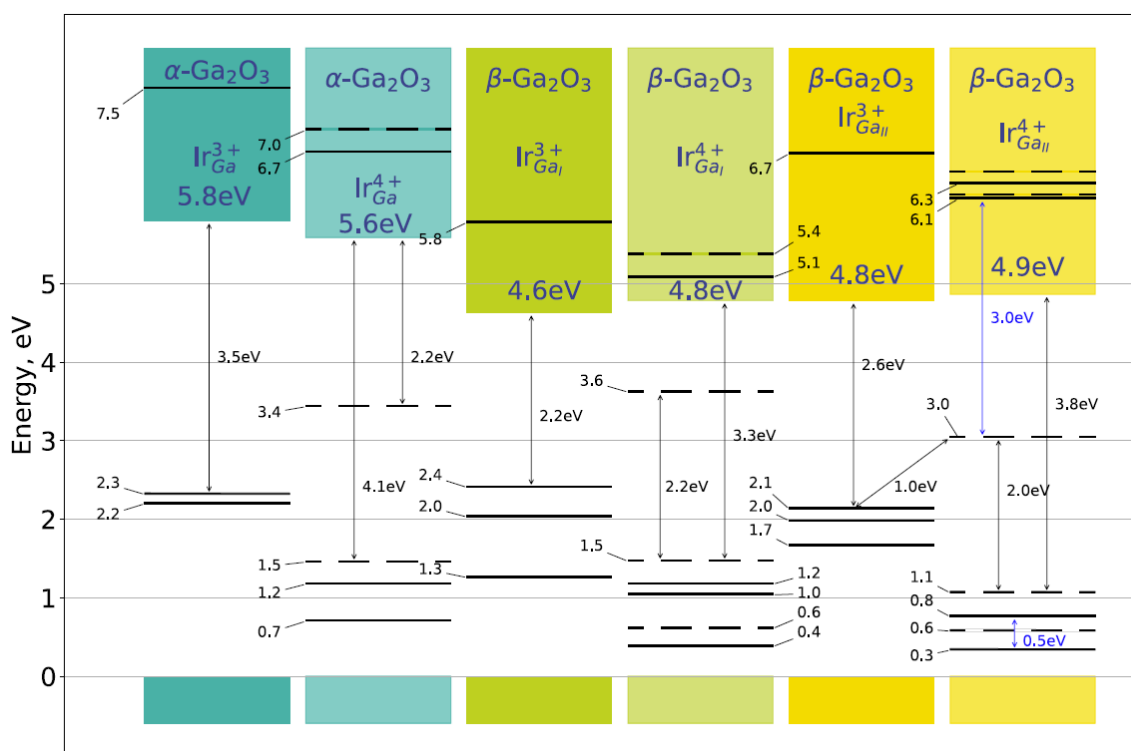 α-Ga₂O₃
α-Ga₂O₃
β-Ga₂O₃
β-Ga₂O₃
β-Ga₂O₃
β-Ga₂O₃
Ir³⁺Ga
5.8eV
Ir⁴⁺Ga
5.6eV
Ir³⁺GaI
4.6eV
Ir⁴⁺GaI
4.8eV
Ir³⁺GaII
4.8eV
Ir⁴⁺GaII
4.9eV
Energy, eV
5
4
3
2
1
0
7.5
3.5eV
2.3
2.2
7.0
6.7
2.2eV
3.4
4.1eV
1.5
1.2
0.7
5.8
2.2eV
2.4
2.0
1.3
5.4
5.1
3.6
3.3eV
2.2eV
1.5
1.2
1.0
0.6
0.4
6.7
2.6eV
2.1
2.0
1.7
1.0eV
6.3
6.1
3.0eV
3.8eV
3.0
2.0eV
1.1
0.8
0.6
0.5eV
0.3